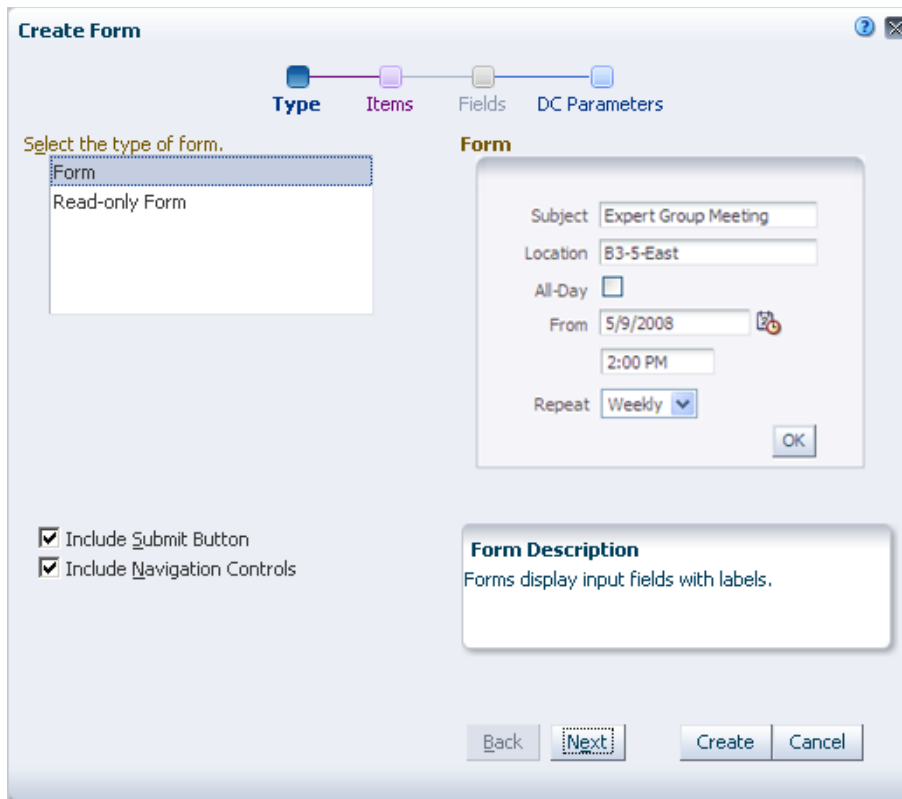 Create Form
Type Items Fields DC Parameters
Select the type of form.
Form
Read-only Form
Form
Subject Expert Group Meeting
Location B3-5-East
All-Day
From 5/9/2008
2:00 PM
Repeat Weekly
OK
Include Submit Button
Include Navigation Controls
Form Description
Forms display input fields with labels.
Back Next Create Cancel